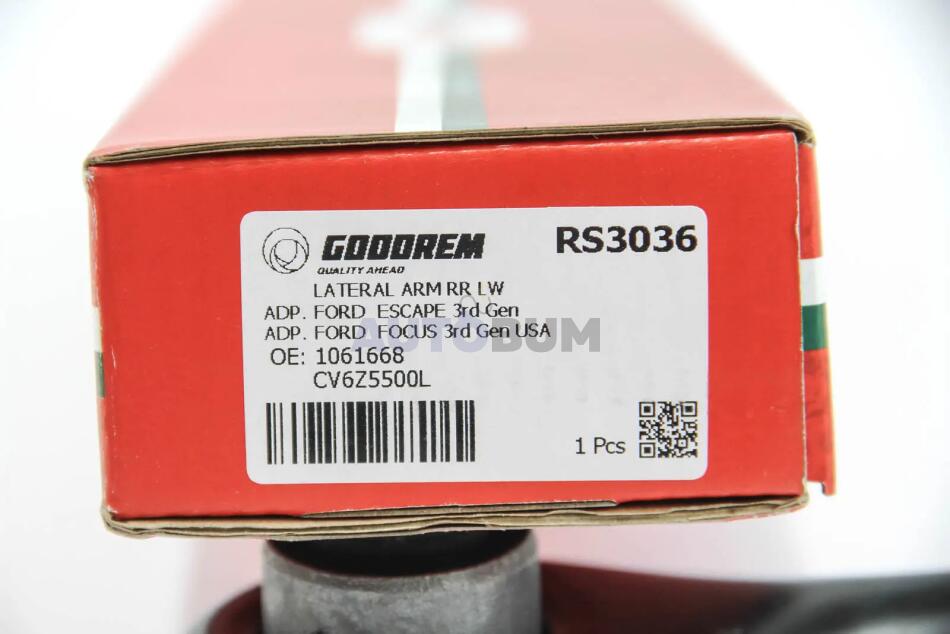 GODOREM RS3036
QUALITY AHEAD
LATERAL ARM RR LW
ADP. FORD ESCAPE 3rd Gen
ADP. FORD FOCUS 3rd Gen USA
AUTOBUM
OE: 1061668
CV6Z5500L
1 Pcs